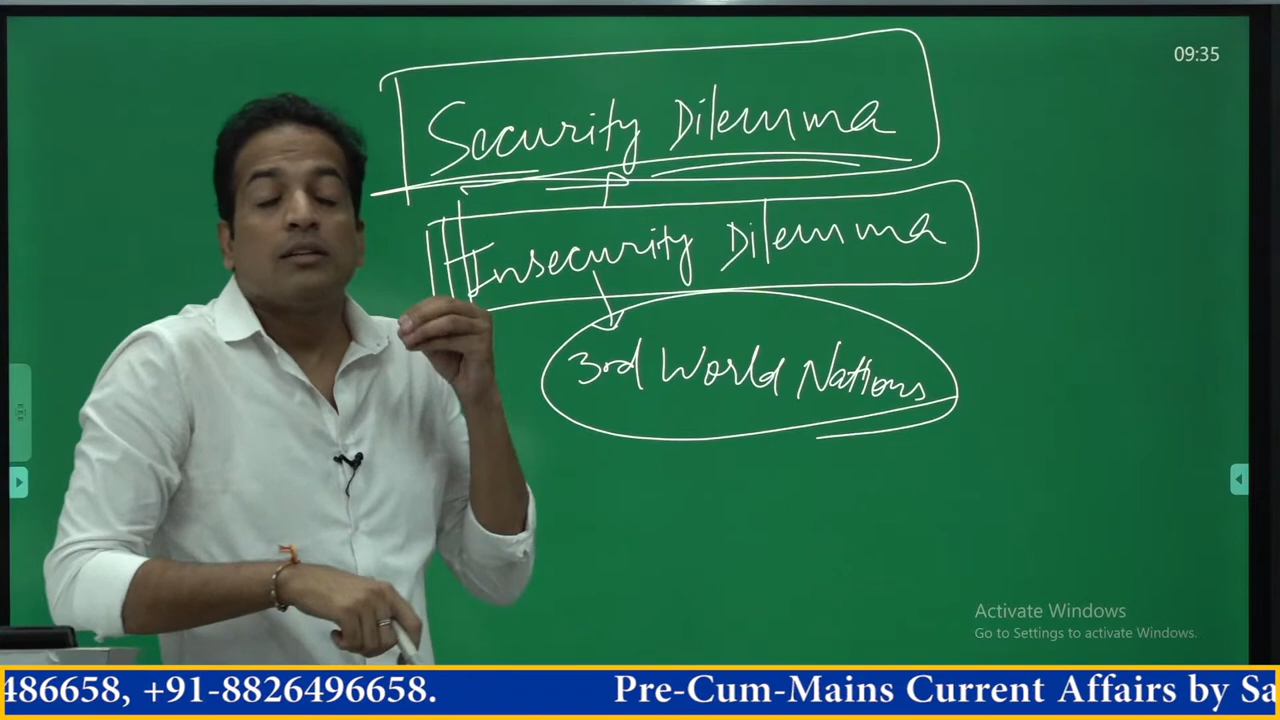 09:35
Security Dilemma
Insecurity Dilemma
3rd World Nations
Activate Windows
Go to Settings to activate Windows.
486658, +91-8826496658. Pre-Cum-Mains Current Affairs by Sa